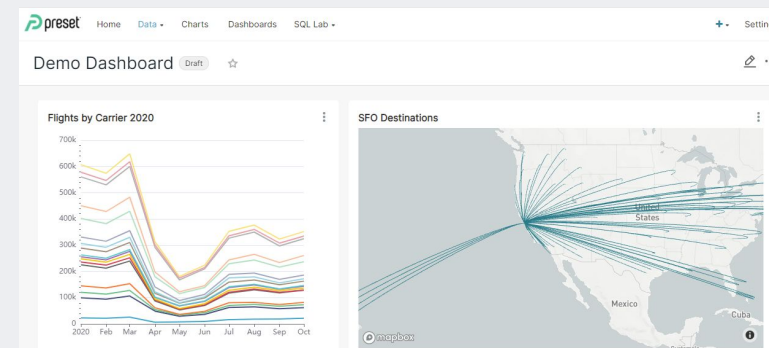 preset Home Data Charts Dashboards SQL Lab + Settin
Demo Dashboard Draft
Flights by Carrier 2020
700k
600k
500k
400k
300k
200k
100k
0
2020 Feb Mar Apr May Jun Jul Aug Sep Oct
SFO Destinations
United
States
Mexico
Cuba
mapbox